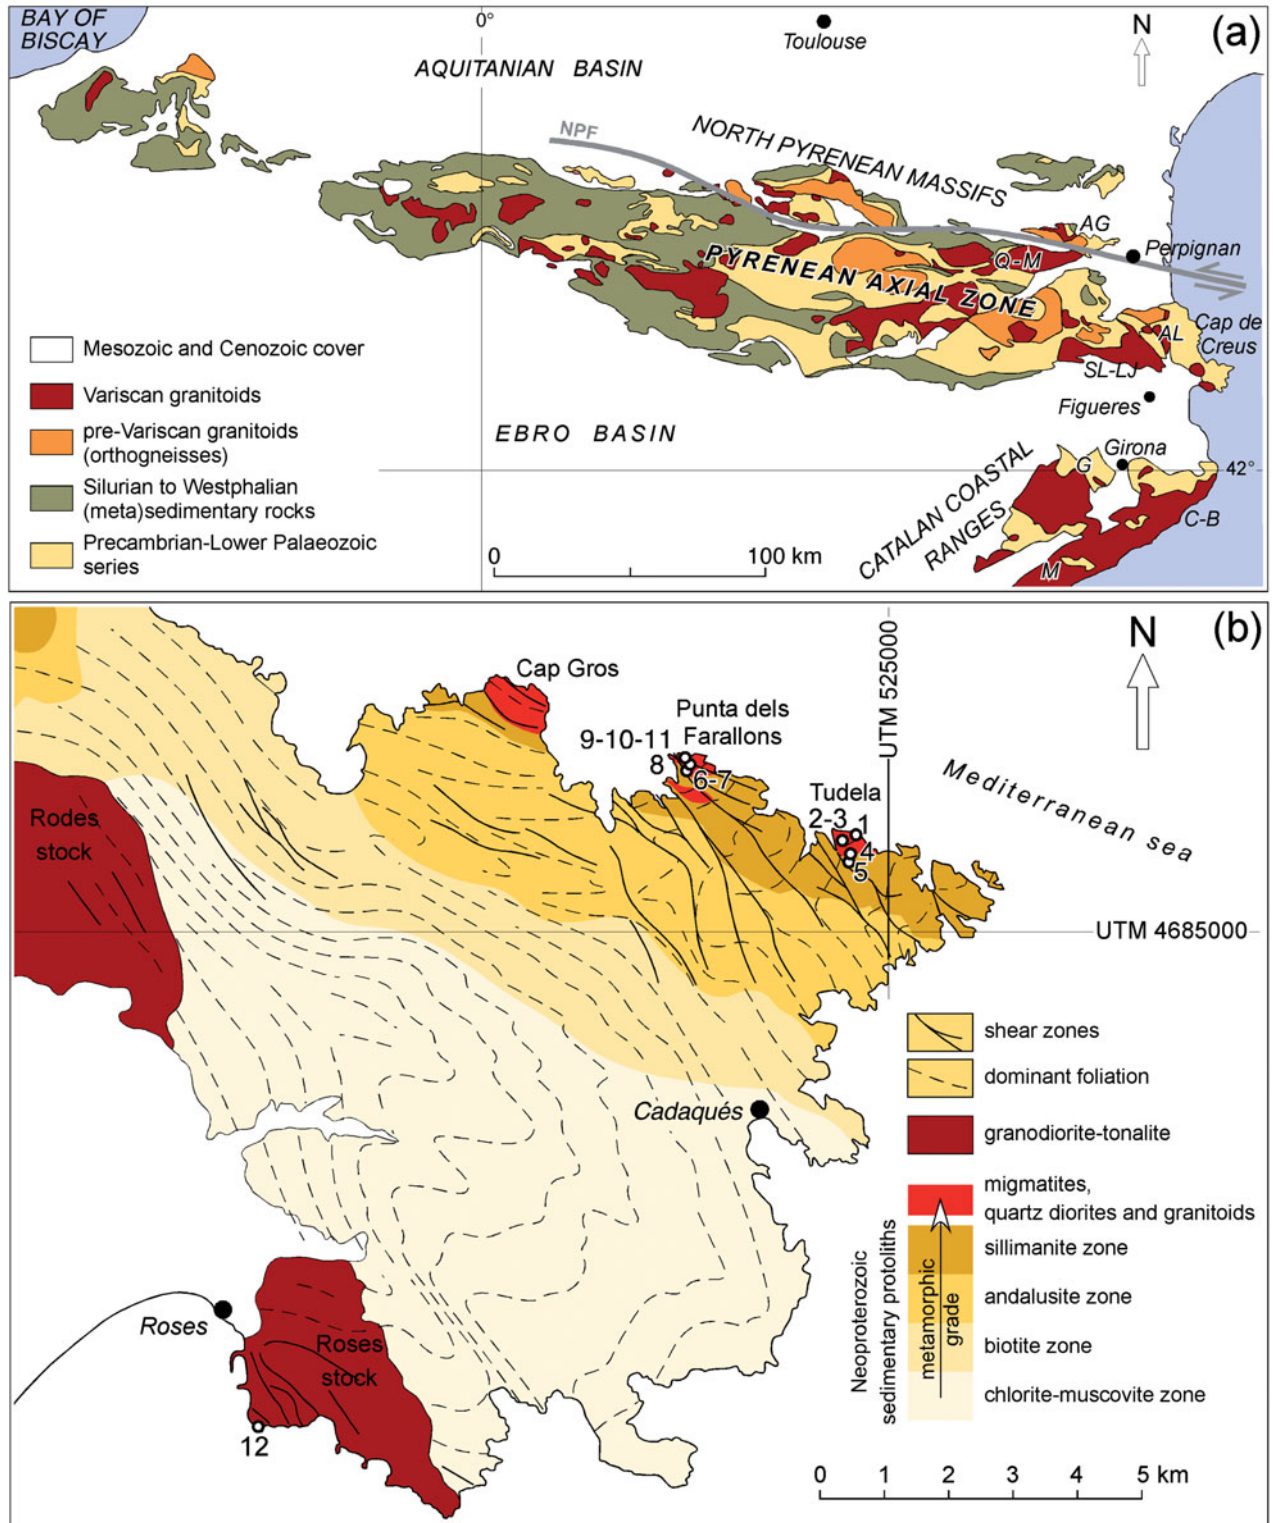 BAY OF
BISCAY
0°
Toulouse
N
(a)
AQUITANIAN BASIN
NPF
NORTH PYRENEAN MASSIFS
AG
Perpignan
Q-M
PYRENEAN AXIAL ZONE
Cap de
Creus
AL
SL-LJ
Figueres
Mesozoic and Cenozoic cover
Variscan granitoids
pre-Variscan granitoids
(orthogneisses)
Silurian to Westphalian
(meta)sedimentary rocks
Precambrian-Lower Palaeozoic
series
EBRO BASIN
Girona
G
42°
CATALAN COASTAL
RANGES
C-B
M
0
100 km
(b)
N
UTM 525000
Cap Gros
Punta dels
Farallons
9-10-11
8
6-7
Tudela
2-3
1
4
5
Mediterranean sea
Rodes
stock
UTM 4685000
shear zones
dominant foliation
Cadaqués
granodiorite-tonalite
migmatites,
quartz diorites and granitoids
sillimanite zone
andalusite zone
biotite zone
chlorite-muscovite zone
Neoproterozoic
sedimentary protoliths
metamorphic
grade
Roses
Roses
stock
12
0 1 2 3 4 5 km